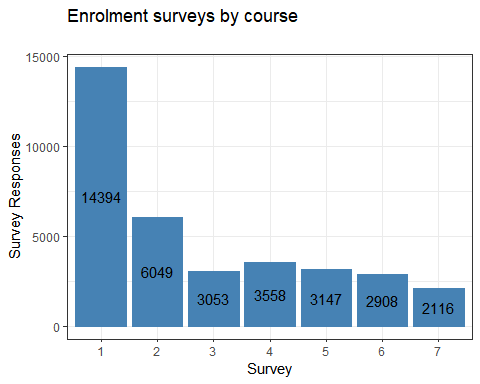 Enrolment surveys by course
Survey Responses
15000
10000
5000
0
14394
6049
3053
3558
3147
2908
2116
1 2 3 4 5 6 7
Survey